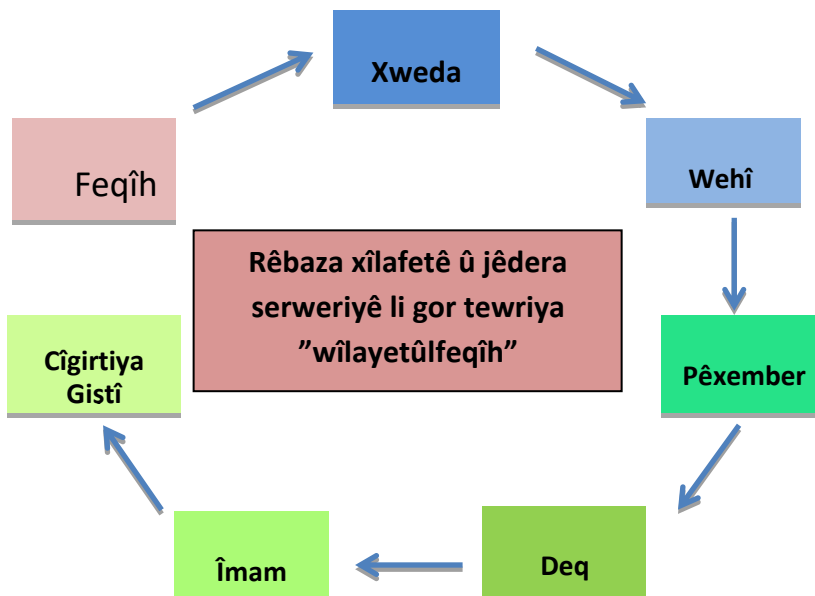 Xweda
Wehî
Feqîh
Rêbaza xîlafetê û jêdera
serweriyê li gor tewriya
”wîlayetûlfeqîh”
Cîgirtiya
Gistî
Pêxember
Îmam
Deq